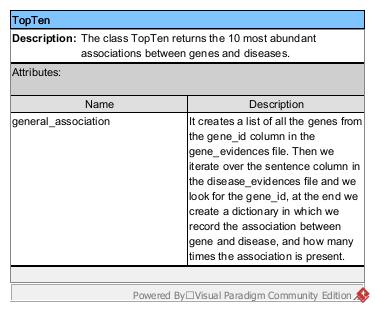 TopTen
Description: The class TopTen returns the 10 most abundant
associations between genes and diseases.
Attributes:
Name Description
general_association It creates a list of all the genes from
the gene_id column in the
gene_evidences file. Then we
iterate over the sentence column in
the disease_evidences file and we
look for the gene_id, at the end we
create a dictionary in which we
record the association between
gene and disease, and how many
times the association is present.
Powered By□Visual Paradigm Community Edition